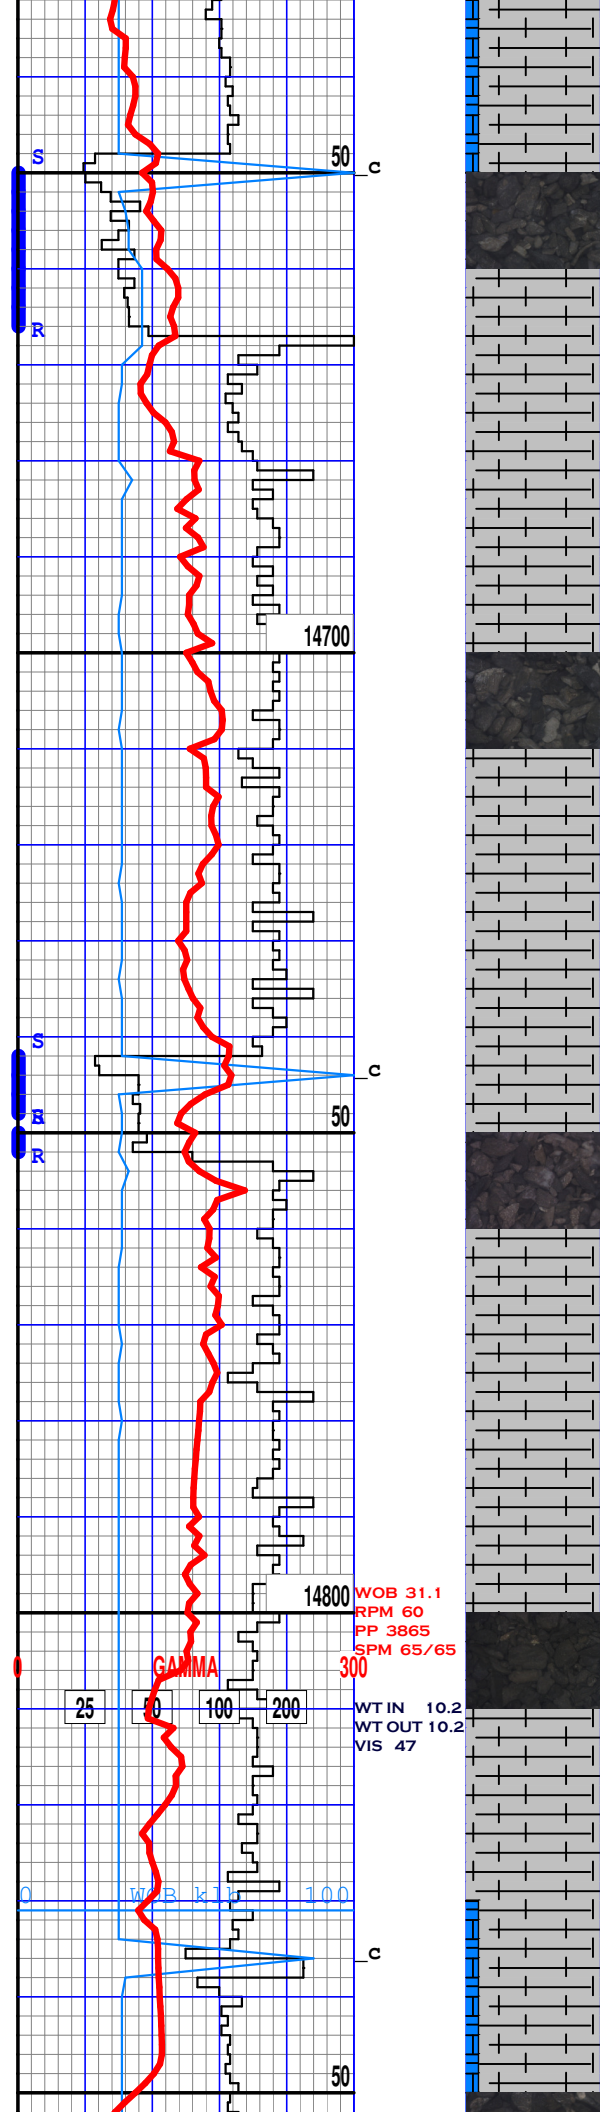 S
50
C
R
14700
S
C
S
50
R
14800
WOB 31.1
RPM 60
PP 3865
SPM 65/65
0 GAMMA 300
25 50 100 200
WT IN 10.2
WT OUT 10.2
VIS 47
0 WOB klb 100
C
50